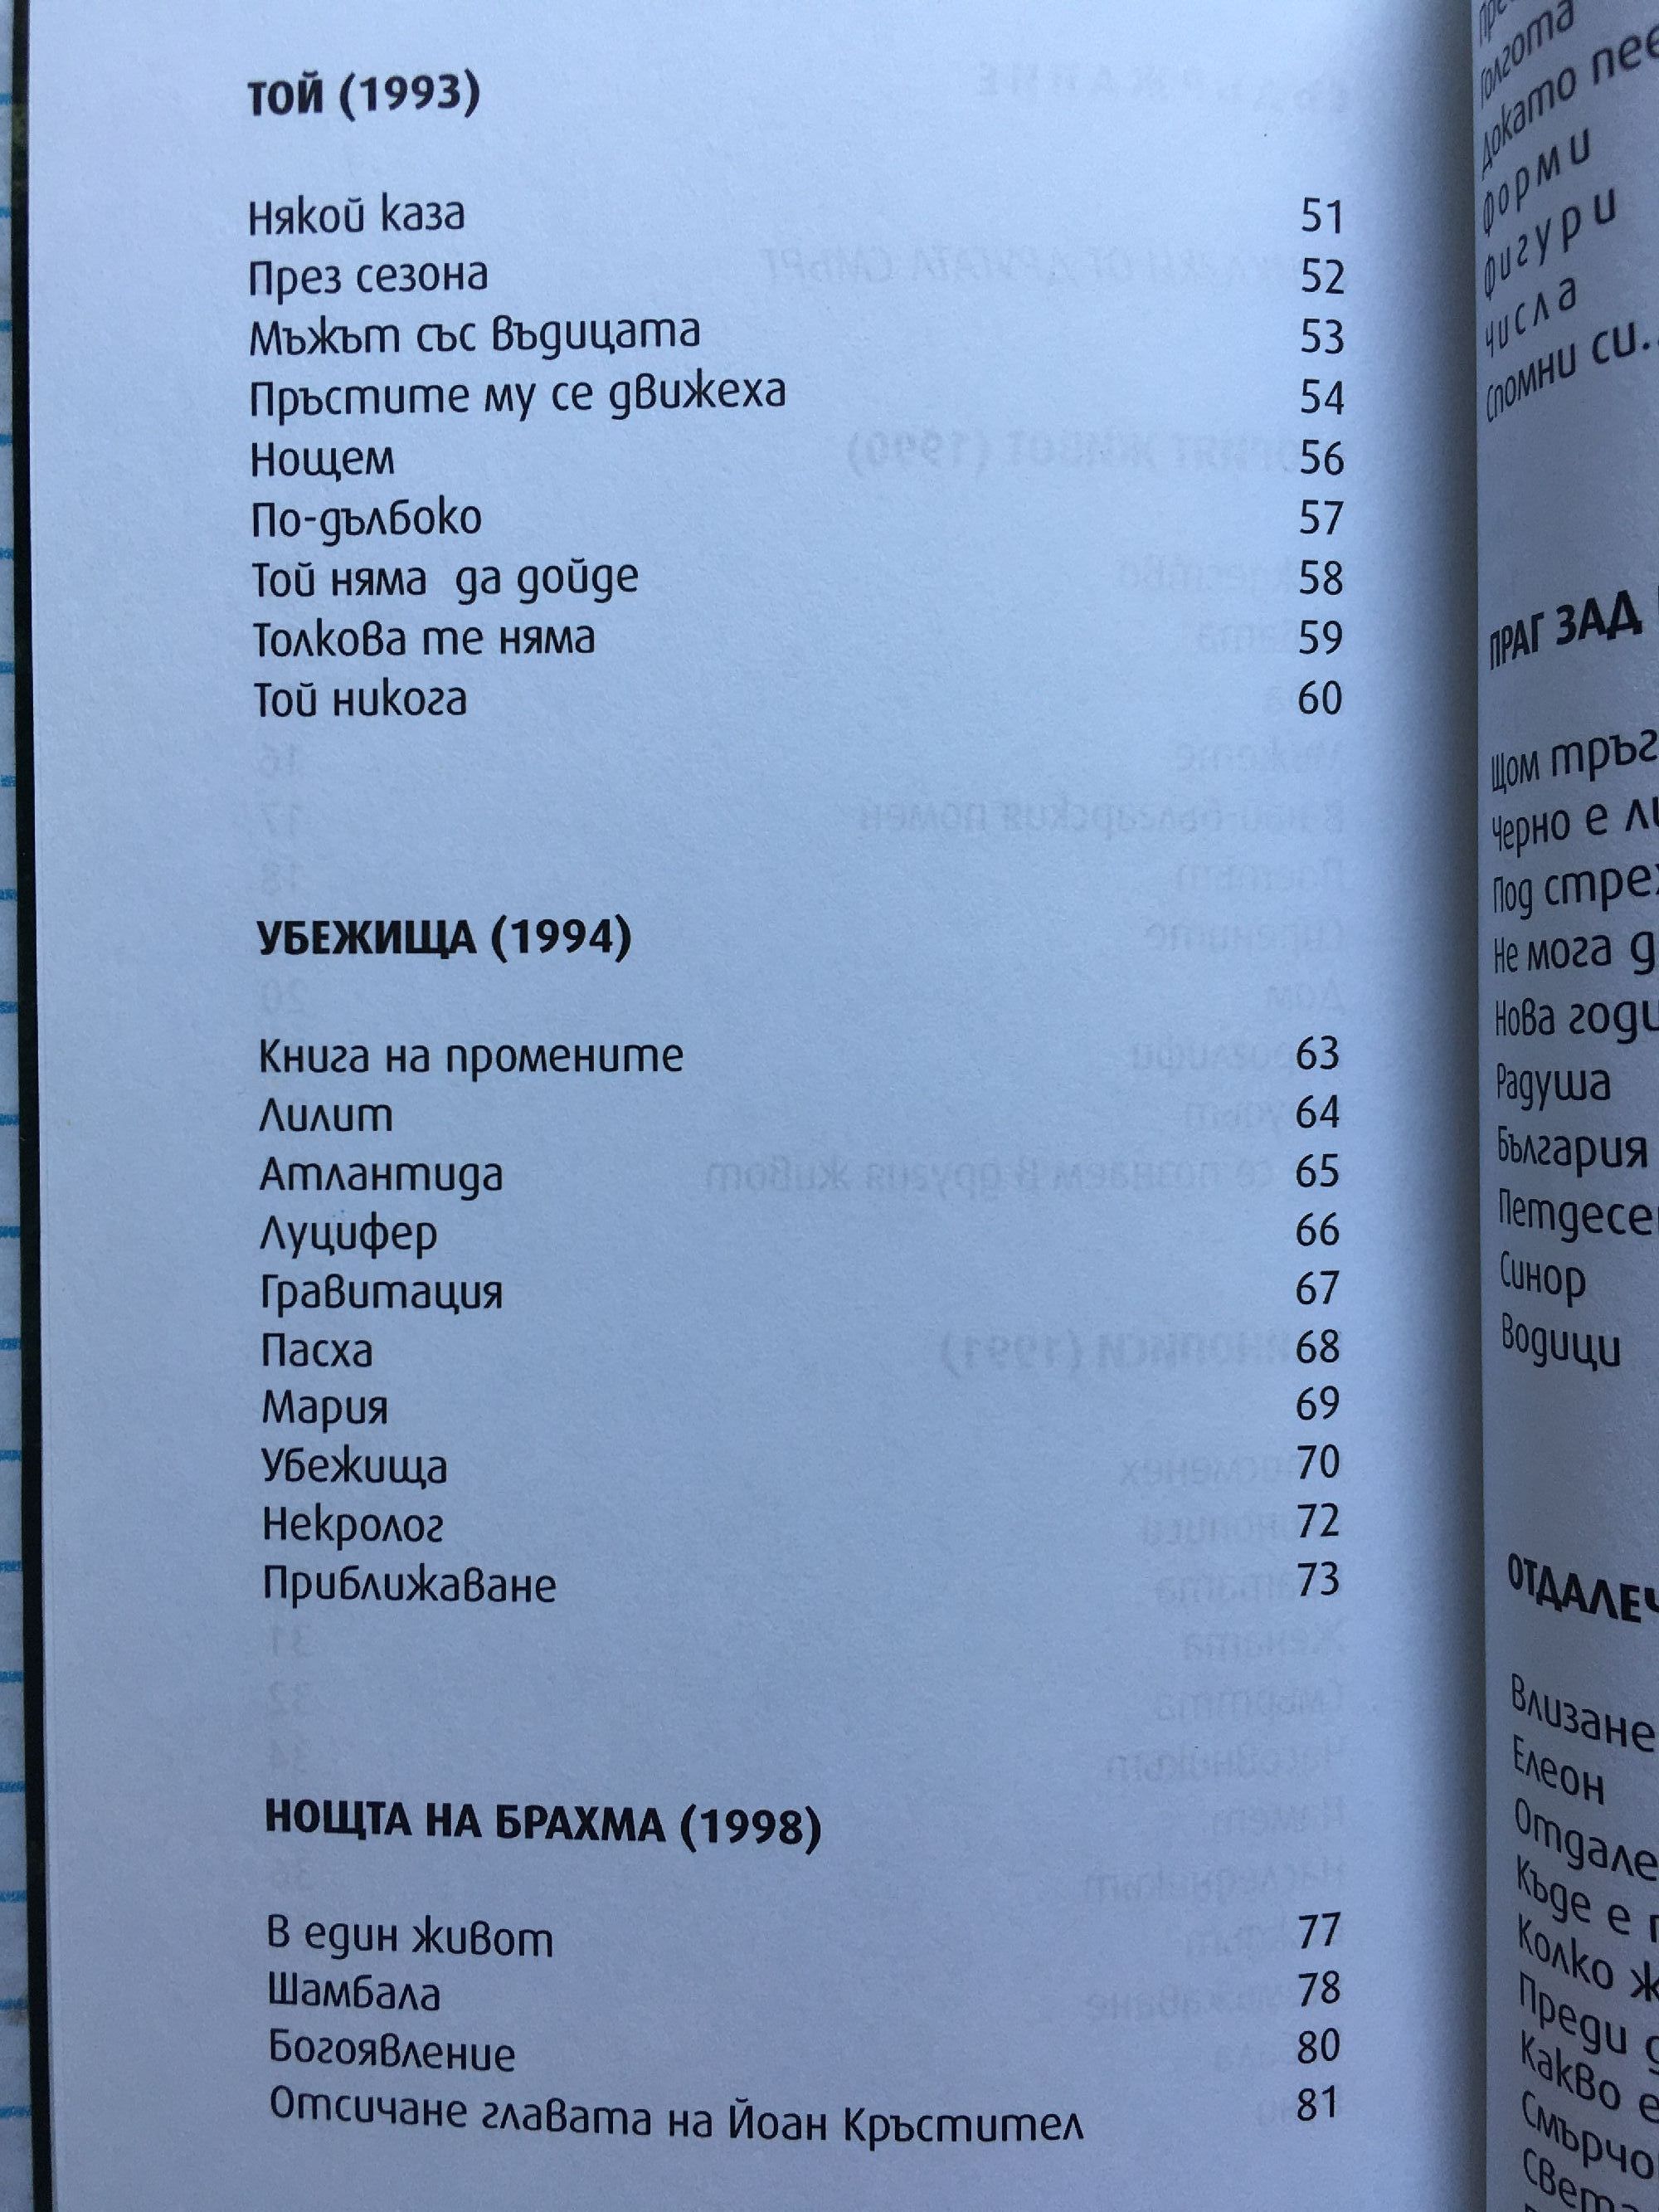 ТОЙ (1993)
Някой каза 51
През сезона 52
Мъжът със въдицата 53
Пръстите му се движеха 54
Нощем 56
По-дълбоко 57
Той няма да дойде 58
Толкова те няма 59
Той никога 60
УБЕЖИЩА (1994)
Книга на промените 63
Лилит 64
Атлантида 65
Луцифер 66
Гравитация 67
Пасха 68
Мария 69
Убежища 70
Некролог 72
Приближаване 73
НОЩТА НА БРАХМА (1998)
В един живот 77
Шамбала 78
Богоявление 80
Отсичане главата на Йоан Кръстител 81
Голгота
Докато
Форми
Фигури
Числа
Спомни си..
ПРАГ ЗАД
Щом
Черно е
Под
Не мога
Нова
Радуша
България
Синор
Водици
Влизане
Елеон
Къде е
Колко
Преди
Какво